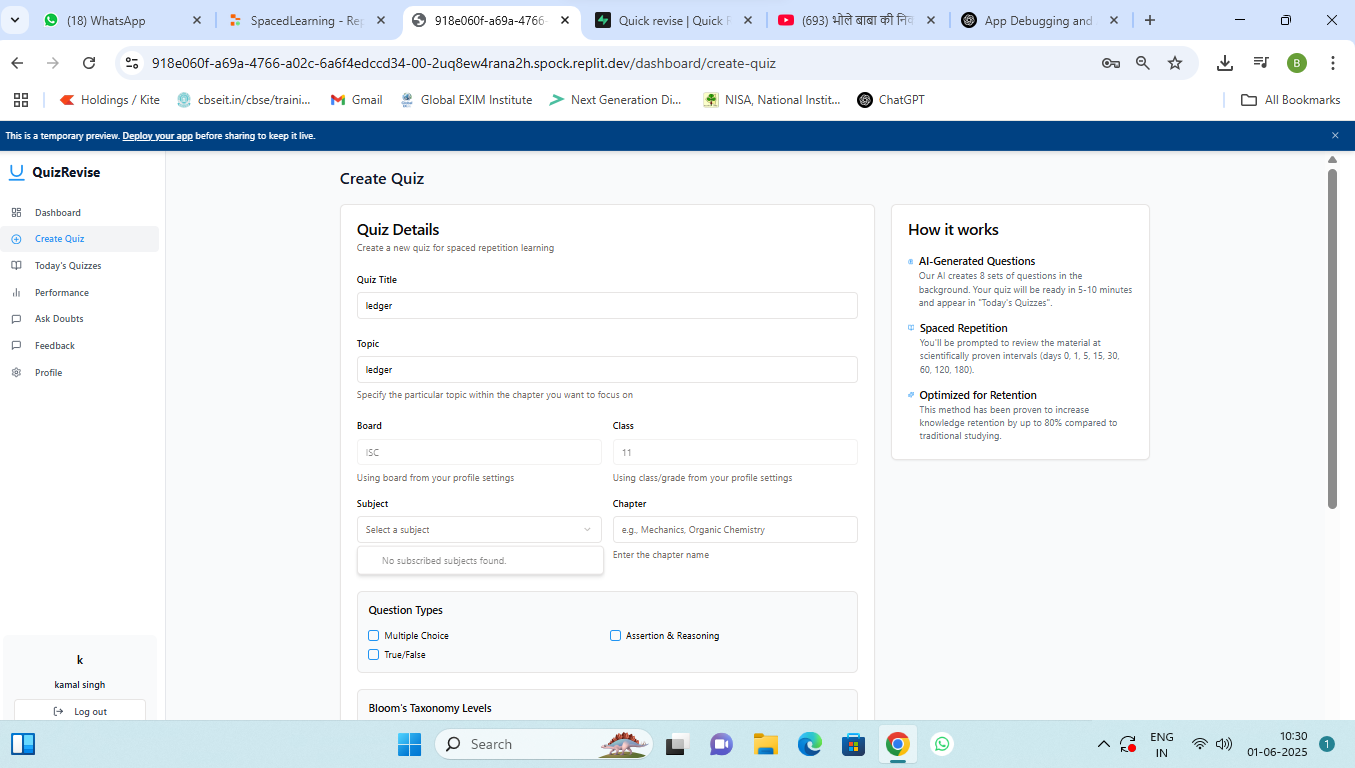 (18) WhatsApp
SpacedLearning - Rep
918e060f-a69a-4766-
Quick revise | Quick R
(693) भोले बाबा की निव
App Debugging and
918e060f-a69a-4766-a02c-6a6f4edccd34-00-2uq8ew4rana2h.spock.replit.dev/dashboard/create-quiz
B
Holdings / Kite
cbseit.in/cbse/traini...
Gmail
Global EXIM Institute
Next Generation Di...
NISA, National Instit...
ChatGPT
All Bookmarks
This is a temporary preview. Deploy your app before sharing to keep it live.
QuizRevise
Dashboard
Create Quiz
Today's Quizzes
Performance
Ask Doubts
Feedback
Profile
k
kamal singh
Log out
Create Quiz
Quiz Details
Create a new quiz for spaced repetition learning
Quiz Title
ledger
Topic
ledger
Specify the particular topic within the chapter you want to focus on
Board
Class
ISC
11
Using board from your profile settings
Using class/grade from your profile settings
Subject
Chapter
Select a subject
e.g., Mechanics, Organic Chemistry
No subscribed subjects found.
Enter the chapter name
Question Types
Multiple Choice
Assertion & Reasoning
True/False
Bloom's Taxonomy Levels
How it works
AI-Generated Questions
Our AI creates 8 sets of questions in the
background. Your quiz will be ready in 5-10 minutes
and appear in "Today's Quizzes".
Spaced Repetition
You'll be prompted to review the material at
scientifically proven intervals (days 0, 1, 5, 15, 30,
60, 120, 180).
Optimized for Retention
This method has been proven to increase
knowledge retention by up to 80% compared to
traditional studying.
Search
ENG
IN
10:30
01-06-2025
1